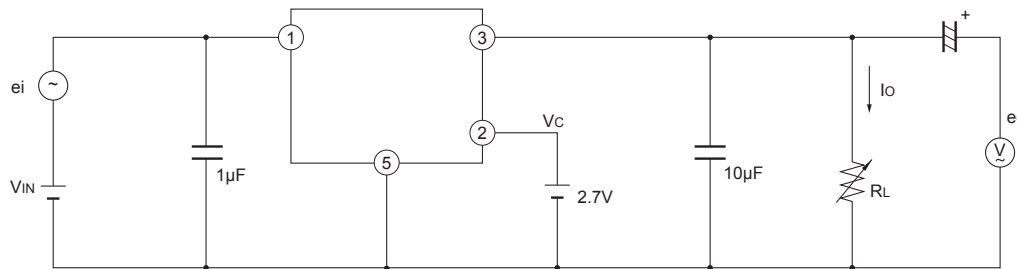 +
1
3
ei
~
IO
e
2
VC
V
~
1µF
5
10µF
VIN
2.7V
RL